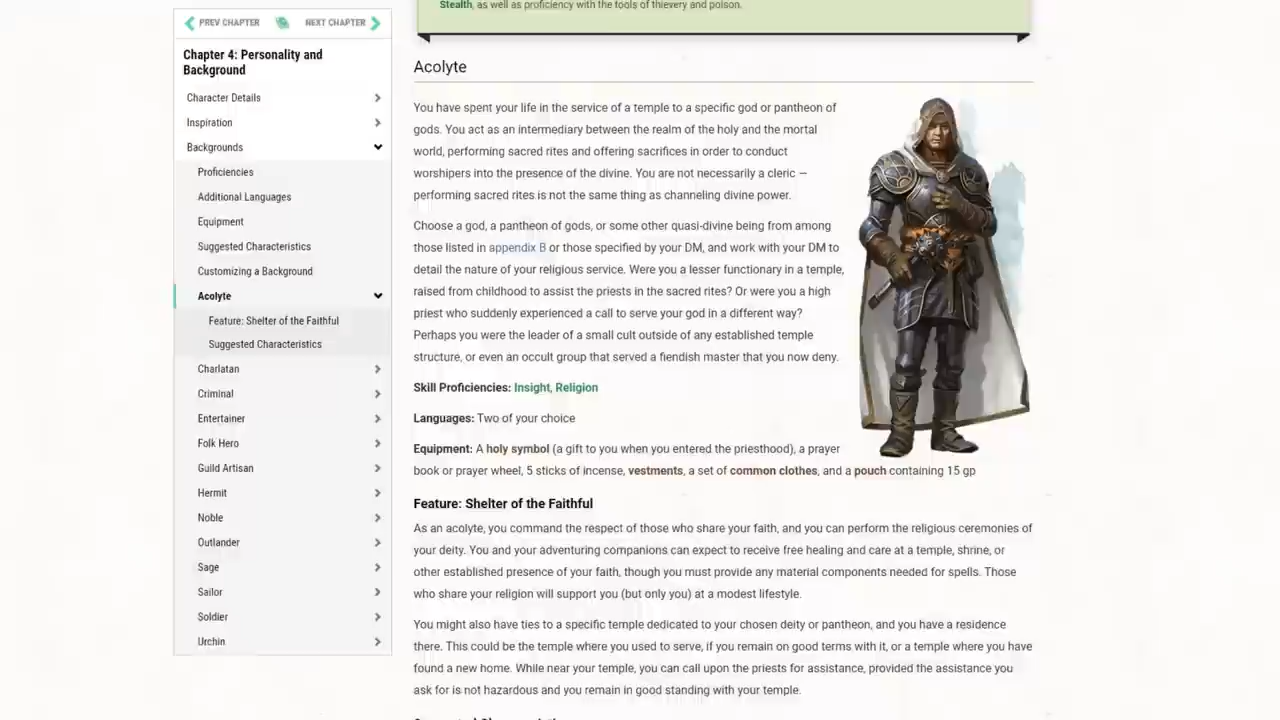 PREV CHAPTER
NEXT CHAPTER
Chapter 4: Personality and
Background
Character Details
Inspiration
Backgrounds
Proficiencies
Additional Languages
Equipment
Suggested Characteristics
Customizing a Background
Acolyte
Feature: Shelter of the Faithful
Suggested Characteristics
Charlatan
Criminal
Entertainer
Folk Hero
Guild Artisan
Hermit
Noble
Outlander
Sage
Sailor
Soldier
Urchin
Stealth, as well as proficiency with the tools of thievery and poison.
Acolyte
You have spent your life in the service of a temple to a specific god or pantheon of
gods. You act as an intermediary between the realm of the holy and the mortal
world, performing sacred rites and offering sacrifices in order to conduct
worshipers into the presence of the divine. You are not necessarily a cleric —
performing sacred rites is not the same thing as channeling divine power.
Choose a god, a pantheon of gods, or some other quasi-divine being from among
those listed in appendix B or those specified by your DM, and work with your DM to
detail the nature of your religious service. Were you a lesser functionary in a temple,
raised from childhood to assist the priests in the sacred rites? Or were you a high
priest who suddenly experienced a call to serve your god in a different way?
Perhaps you were the leader of a small cult outside of any established temple
structure, or even an occult group that served a fiendish master that you now deny.
Skill Proficiencies: Insight, Religion
Languages: Two of your choice
Equipment: A holy symbol (a gift to you when you entered the priesthood), a prayer
book or prayer wheel, 5 sticks of incense, vestments, a set of common clothes, and a pouch containing 15 gp
Feature: Shelter of the Faithful
As an acolyte, you command the respect of those who share your faith, and you can perform the religious ceremonies of
your deity. You and your adventuring companions can expect to receive free healing and care at a temple, shrine, or
other established presence of your faith, though you must provide any material components needed for spells. Those
who share your religion will support you (but only you) at a modest lifestyle.
You might also have ties to a specific temple dedicated to your chosen deity or pantheon, and you have a residence
there. This could be the temple where you used to serve, if you remain on good terms with it, or a temple where you have
found a new home. While near your temple, you can call upon the priests for assistance, provided the assistance you
ask for is not hazardous and you remain in good standing with your temple.